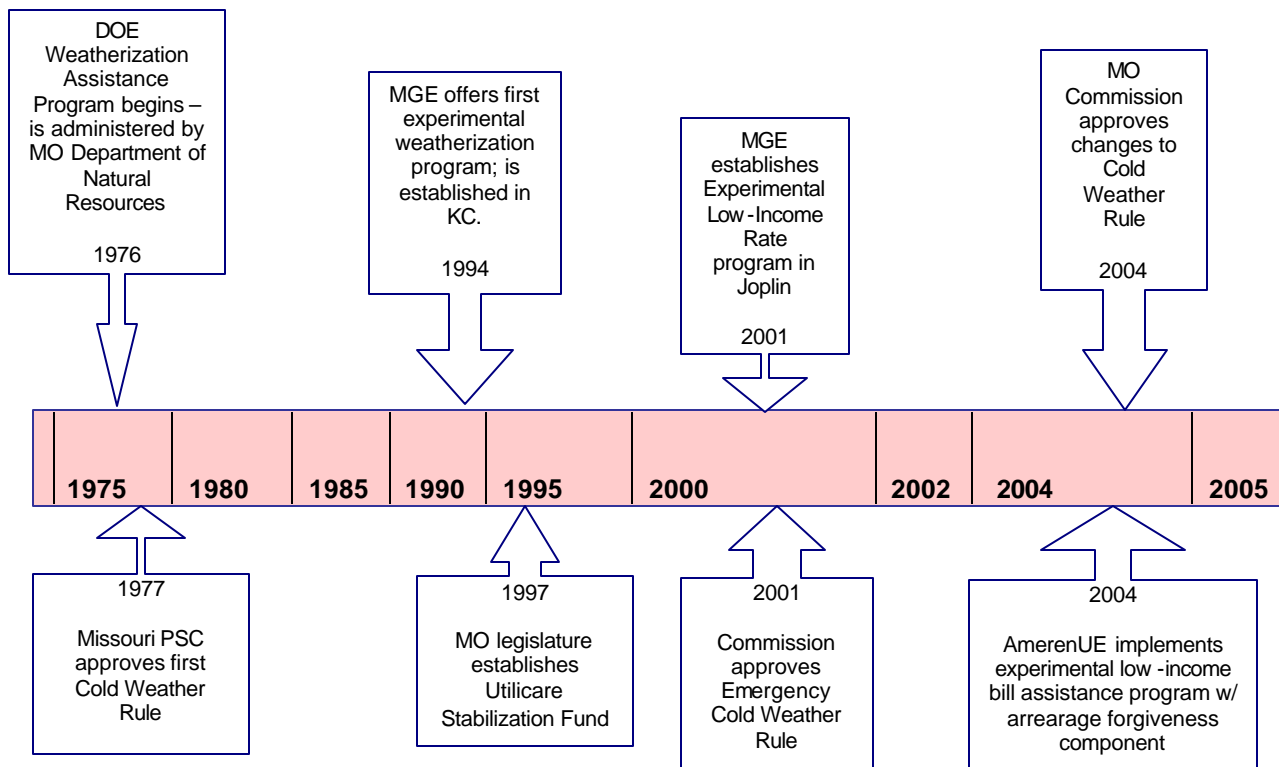 DOE
Weatherization
Assistance
Program begins –
is administered by
MO Department of
Natural
Resources
1976
MGE offers first
experimental
weatherization
program; is
established in
KC.
1994
MGE
establishes
Experimental
Low -Income
Rate
program in
Joplin
2001
MO
Commission
approves
changes to
Cold
Weather
Rule
2004
1975 1980 1985 1990 1995 2000 2002 2004 2005
1977
Missouri PSC
approves first
Cold Weather
Rule
1997
MO legislature
establishes
Utilicare
Stabilization Fund
2001
Commission
approves
Emergency
Cold Weather
Rule
2004
AmerenUE implements
experimental low -income
bill assistance program w/
arrearage forgiveness
component